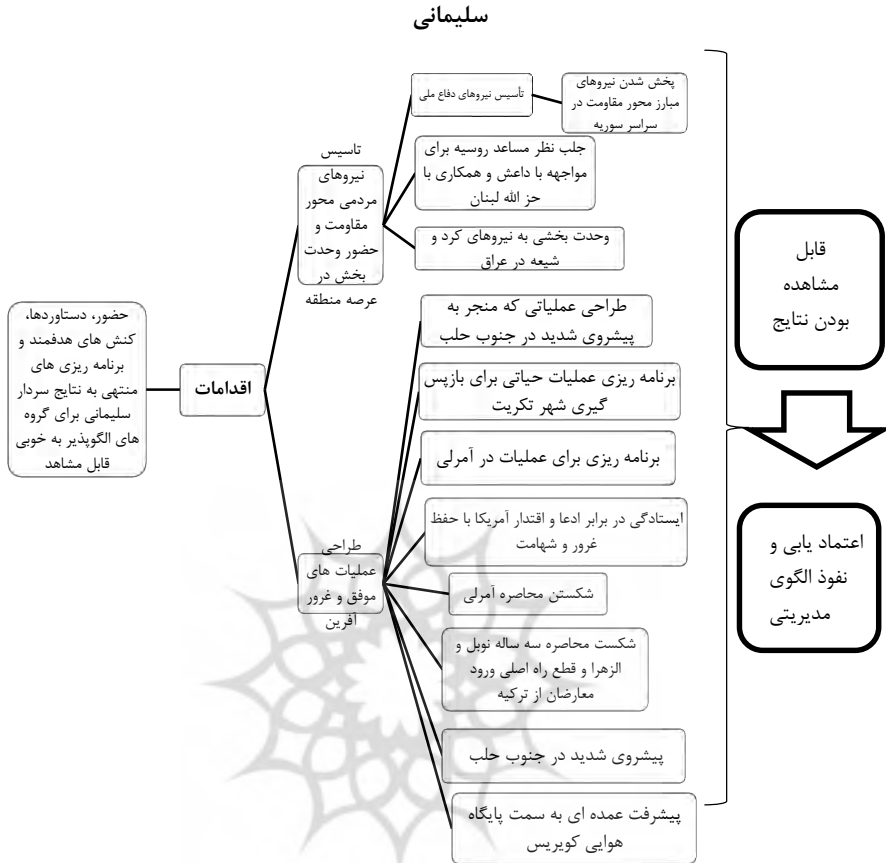 سلیمانی
پخش شدن نیروهای
مبارز محور مقاومت در
سراسر سوریه
تأسیس نیروهای دفاع ملی
جلب نظر مساعد روسیه برای
مواجهه با داعش و همکاری با
حز الله لبنان
وحدت بخشی به نیروهای کرد و
شیعه در عراق
تاسیس
نیروهای
مردمی محور
مقاومت و
حضور وحدت
بخش در
عرصه منطقه
قابل
مشاهده
بودن نتایج
طراحی عملیاتی که منجر به
پیشروی شدید در جنوب حلب
برنامه ریزی عملیات حیاتی برای بازپس
گیری شهر تکریت
حضور، دستاوردها،
کنش های هدفمند و
برنامه ریزی های
منتهی به نتایج سردار
سلیمانی برای گروه
های الگوپذیر به خوبی
قابل مشاهد
اقدامات
برنامه ریزی برای عملیات در آمرلی
ایستادگی در برابر ادعا و اقتدار آمریکا با حفظ
غرور و شهامت
طراحی
عملیات های
موفق و غرور
آفرین
شکستن محاصره آمرلی
شکست محاصره سه ساله نوبل و
الزهرا و قطع راه اصلی ورود
معارضان از ترکیه
اعتماد یابی و
نفوذ الگوی
مدیریتی
پیشروی شدید در جنوب حلب
پیشرفت عمده ای به سمت پایگاه
هوایی کویریس